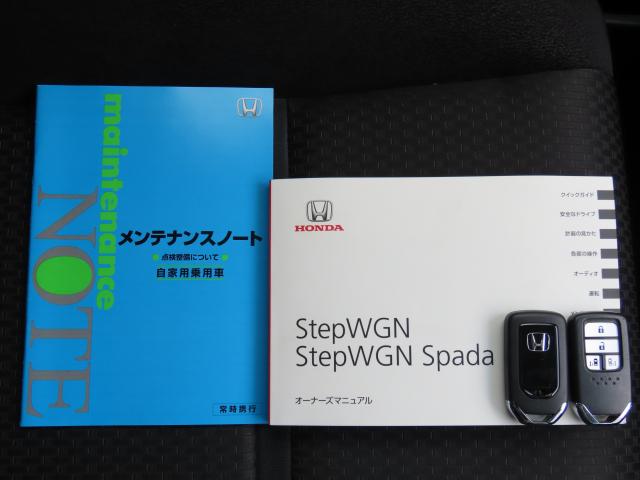 maintenance
NOTE
メンテナンスノート
点検整備について
自家用乗用車
常時携行
HONDA
StepWGN
StepWGN Spada
オーナーズマニュアル
クイックガイド
安全なドライブ
計器の見かた
各部の操作
オーディオ
運転